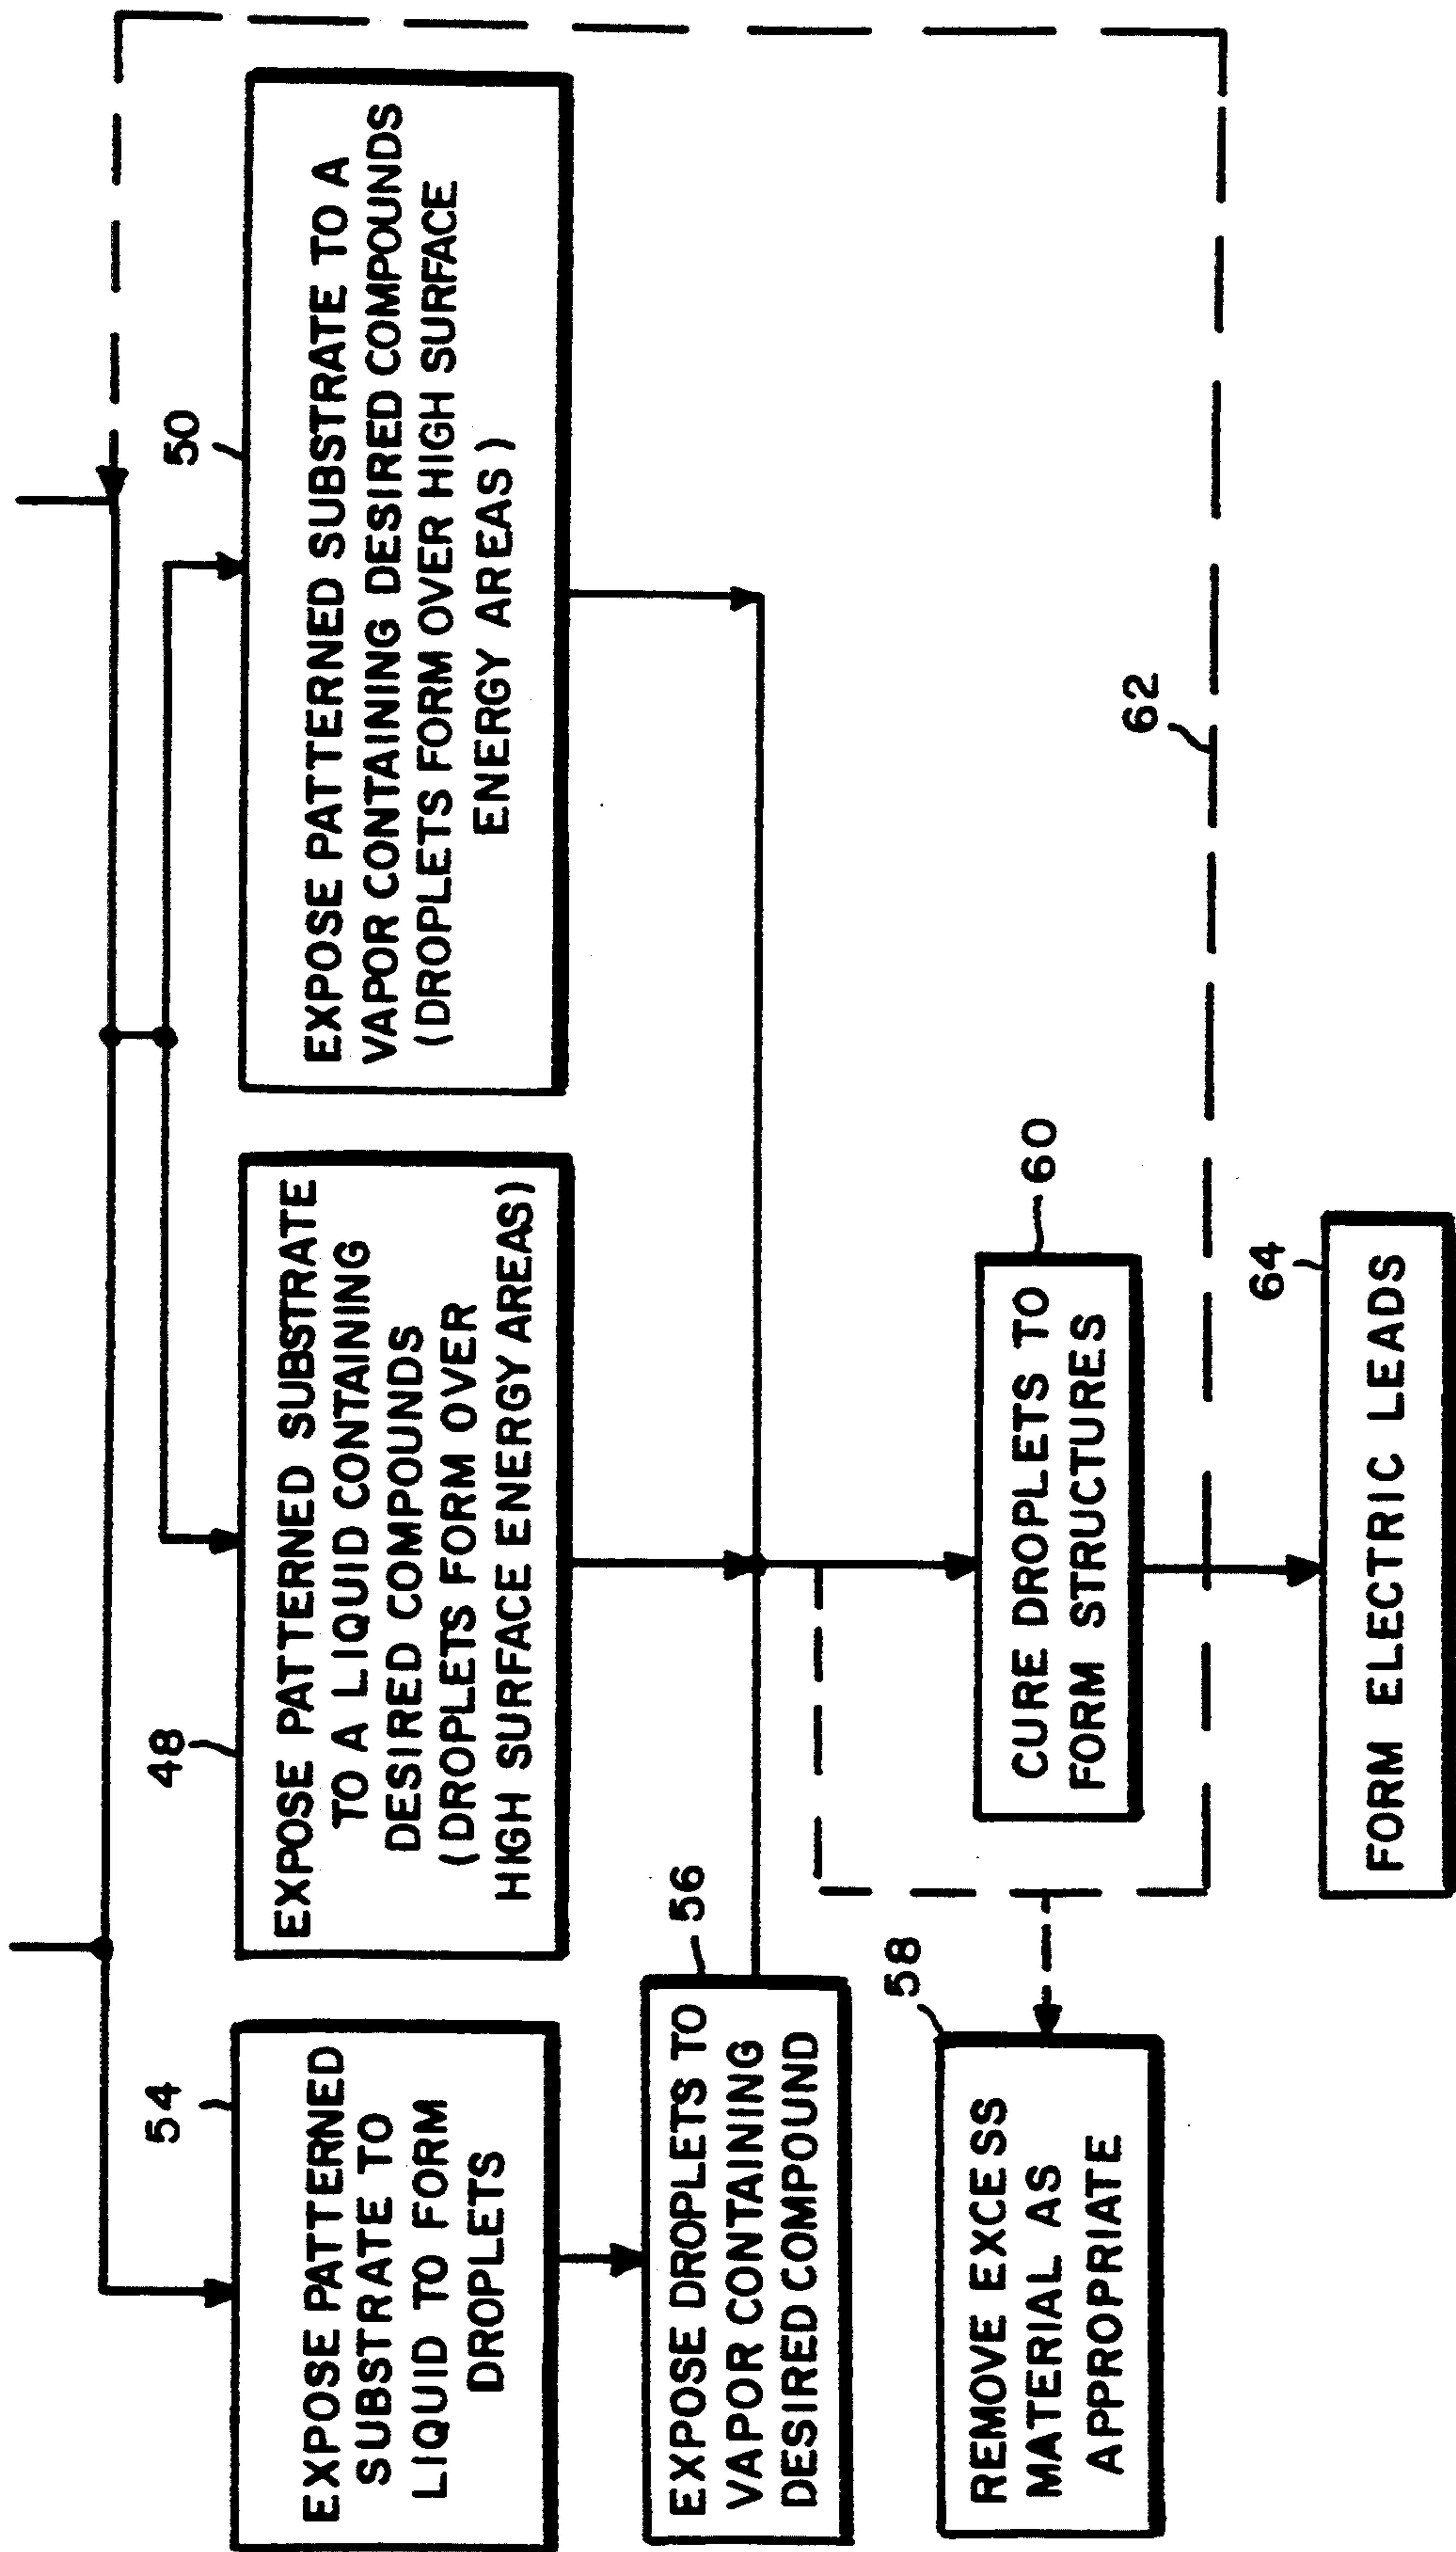 54
EXPOSE PATTERNED
SUBSTRATE TO
LIQUID TO FORM
DROPLETS
48
EXPOSE PATTERNED SUBSTRATE
TO A LIQUID CONTAINING
DESIRED COMPOUNDS
(DROPLETS FORM OVER
HIGH SURFACE ENERGY AREAS)
50
EXPOSE PATTERNED SUBSTRATE TO A
VAPOR CONTAINING DESIRED COMPOUNDS
(DROPLETS FORM OVER HIGH SURFACE
ENERGY AREAS)
56
EXPOSE DROPLETS TO
VAPOR CONTAINING
DESIRED COMPOUND
58
REMOVE EXCESS
MATERIAL AS
APPROPRIATE
60
CURE DROPLETS TO
FORM STRUCTURES
62
64
FORM ELECTRIC LEADS